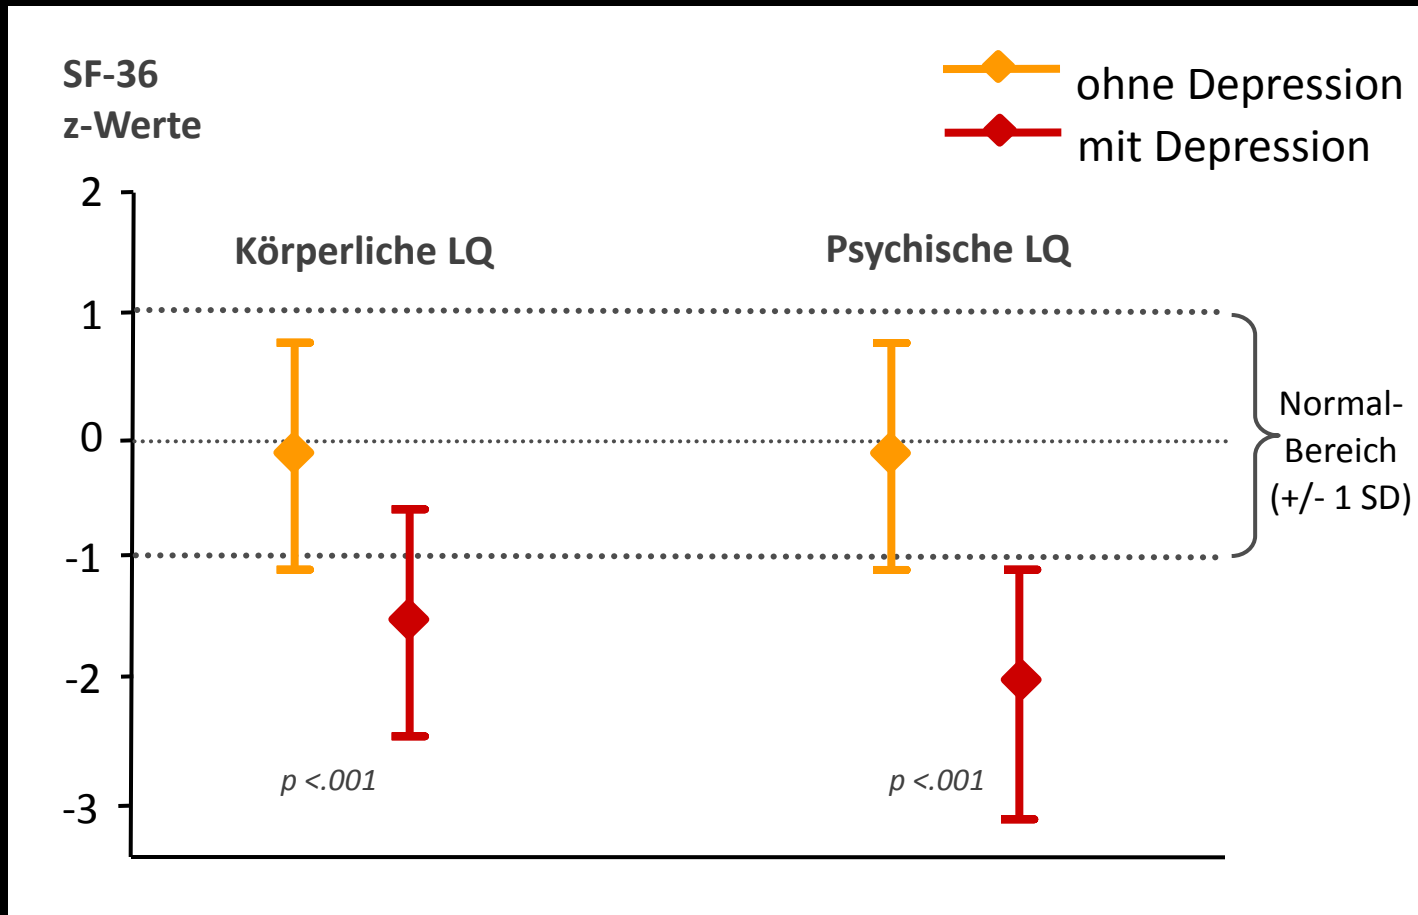 SF-36
z-Werte
ohne Depression
mit Depression
2
Körperliche LQ
Psychische LQ
1
0
-1
-2
-3
Normal-
Bereich
(+/- 1 SD)
p <.001
p <.001